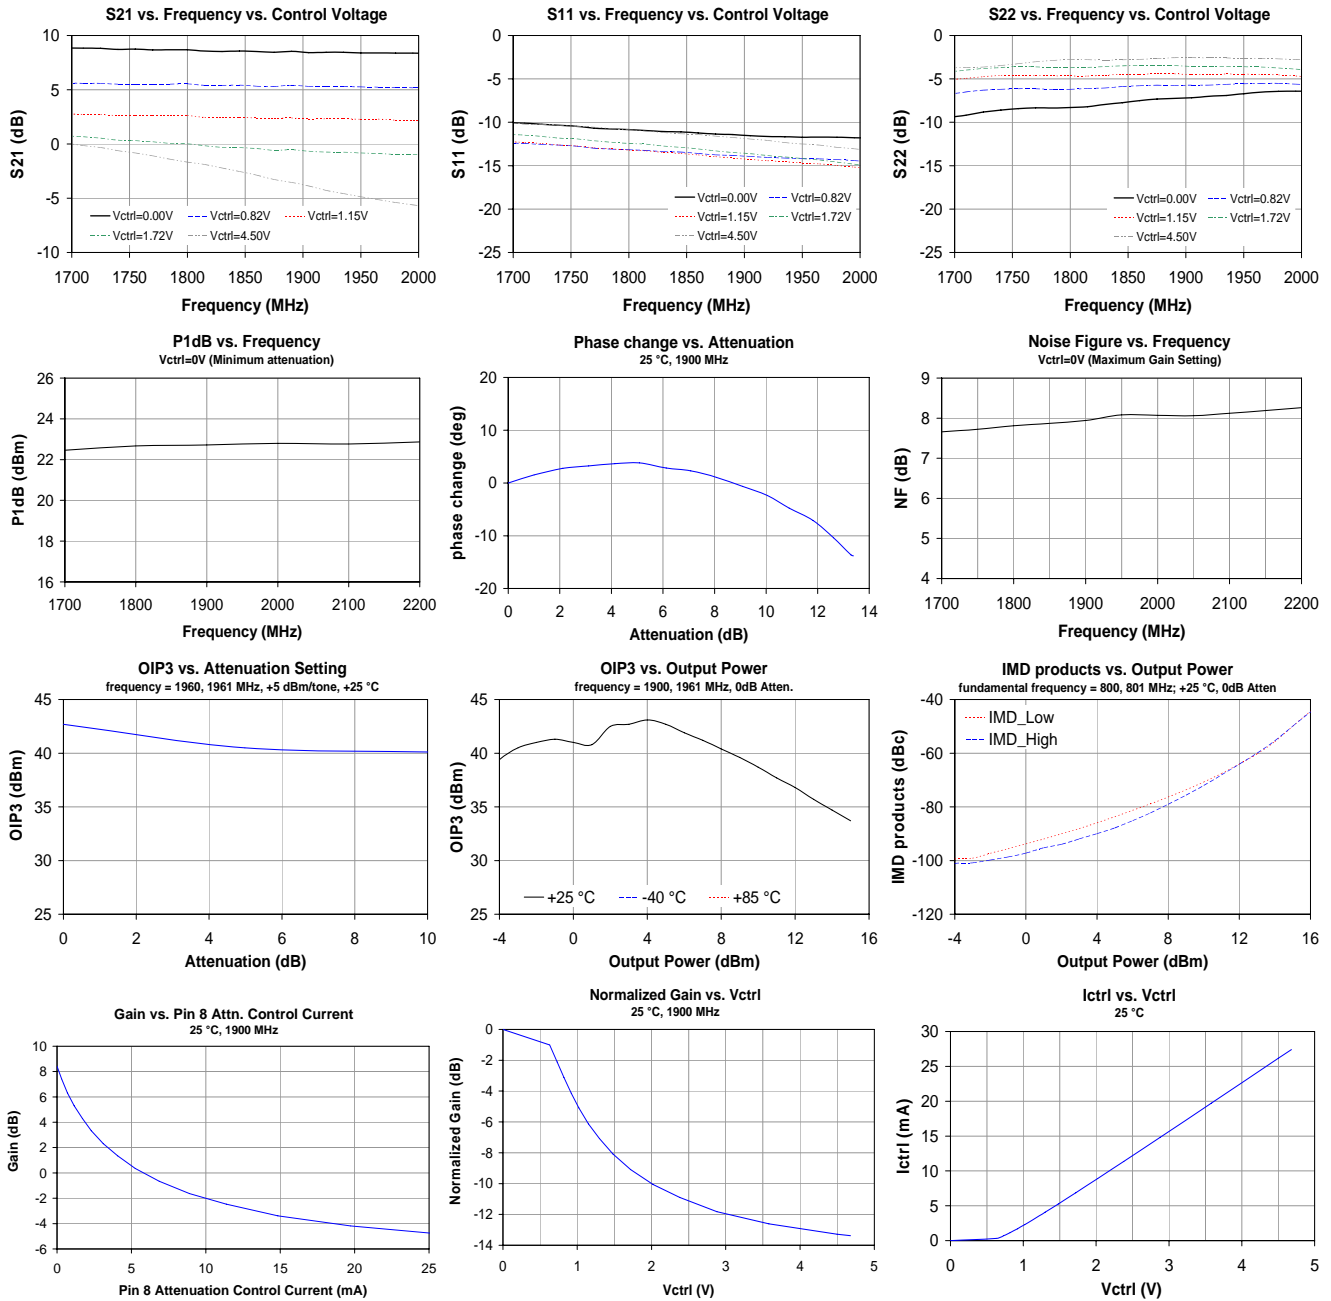 S21 vs. Frequency vs. Control Voltage
10
5
0
-5
-10
S21 (dB)
Vctrl=0.00V
Vctrl=0.82V
Vctrl=1.15V
Vctrl=1.72V
Vctrl=4.50V
1700 1750 1800 1850 1900 1950 2000
Frequency (MHz)
S11 vs. Frequency vs. Control Voltage
0
-5
-10
-15
-20
-25
S11 (dB)
Vctrl=0.00V
Vctrl=0.82V
Vctrl=1.15V
Vctrl=1.72V
Vctrl=4.50V
1700 1750 1800 1850 1900 1950 2000
Frequency (MHz)
S22 vs. Frequency vs. Control Voltage
0
-5
-10
-15
-20
-25
S22 (dB)
Vctrl=0.00V
Vctrl=0.82V
Vctrl=1.15V
Vctrl=1.72V
Vctrl=4.50V
1700 1750 1800 1850 1900 1950 2000
Frequency (MHz)
P1dB vs. Frequency
Vctrl=0V (Minimum attenuation)
26
24
22
20
18
16
P1dB (dBm)
1700 1800 1900 2000 2100 2200
Frequency (MHz)
Phase change vs. Attenuation
25 °C, 1900 MHz
20
10
0
-10
-20
phase change (deg)
0 2 4 6 8 10 12 14
Attenuation (dB)
Noise Figure vs. Frequency
Vctrl=0V (Maximum Gain Setting)
9
8
7
6
5
4
NF (dB)
1700 1800 1900 2000 2100 2200
Frequency (MHz)
OIP3 vs. Attenuation Setting
frequency = 1960, 1961 MHz, +5 dBm/tone, +25 °C
45
40
35
30
25
OIP3 (dBm)
0 2 4 6 8 10
Attenuation (dB)
OIP3 vs. Output Power
frequency = 1900, 1961 MHz, 0dB Atten.
45
40
35
30
25
OIP3 (dBm)
+25 °C
-40 °C
+85 °C
-4 0 4 8 12 16
Output Power (dBm)
IMD products vs. Output Power
fundamental frequency = 800, 801 MHz; +25 °C, 0dB Atten
-40
-60
-80
-100
-120
IMD products (dBc)
IMD_Low
IMD_High
-4 0 4 8 12 16
Output Power (dBm)
Gain vs. Pin 8 Attn. Control Current
25 °C, 1900 MHz
10
8
6
4
2
0
-2
-4
-6
Gain (dB)
0 5 10 15 20 25
Pin 8 Attenuation Control Current (mA)
Normalized Gain vs. Vctrl
25 °C, 1900 MHz
0
-2
-4
-6
-8
-10
-12
-14
Normalized Gain (dB)
0 1 2 3 4 5
Vctrl (V)
Ictrl vs. Vctrl
25 °C
30
25
20
15
10
5
0
Ictrl (mA)
0 1 2 3 4 5
Vctrl (V)